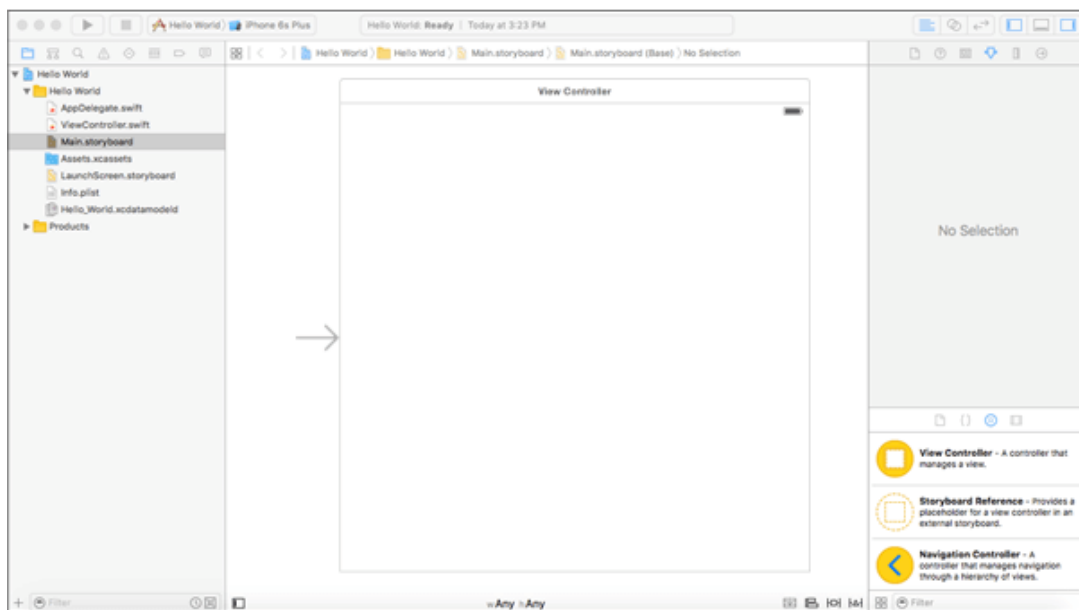 Hello World iPhone 6s Plus
Hello World: Ready | Today at 3:23 PM
Hello World Hello World Main.storyboard Main.storyboard (Base) No Selection
Hello World
Hello World
AppDelegate.swift
ViewController.swift
Main.storyboard
Assets.xcassets
LaunchScreen.storyboard
Info.plist
Hello_World.xcdatamodeld
Products
View Controller
No Selection
View Controller - A controller that
manages a view.
Storyboard Reference - Provides a
placeholder for a view controller in an
external storyboard.
Navigation Controller - A
controller that manages navigation
through a hierarchy of views.
Filter
wAny hAny
Filter